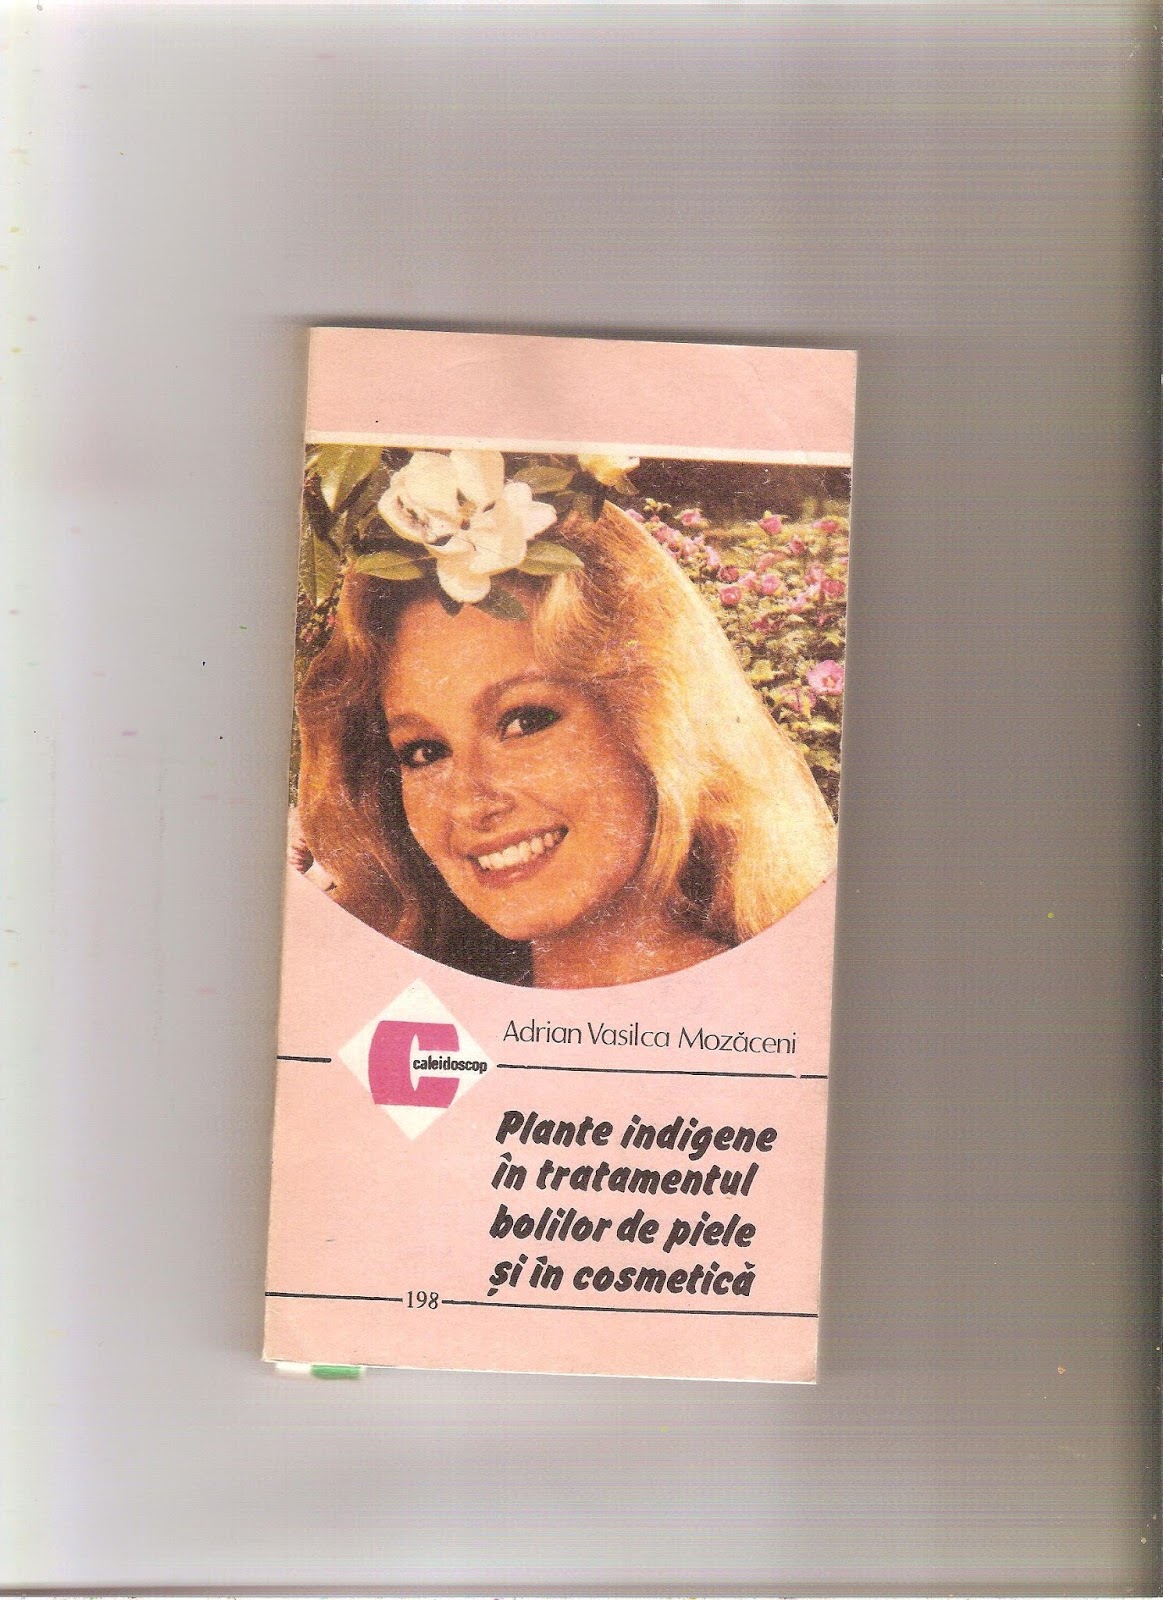 Adrian Vasilca Mozăceni
caleidoscop
Plante indigene
în tratamentul
bolilor de piele
și în cosmetică
198